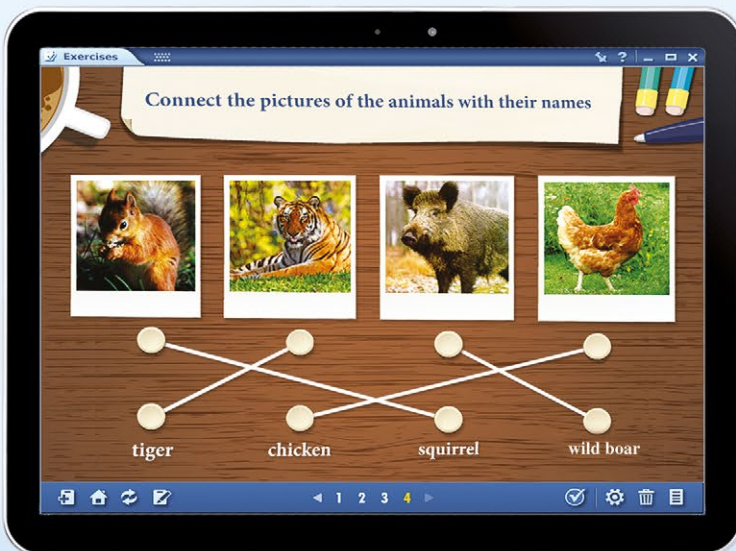 Exercises
?
Connect the pictures of the animals with their names
tiger chicken squirrel wild boar
1 2 3 4